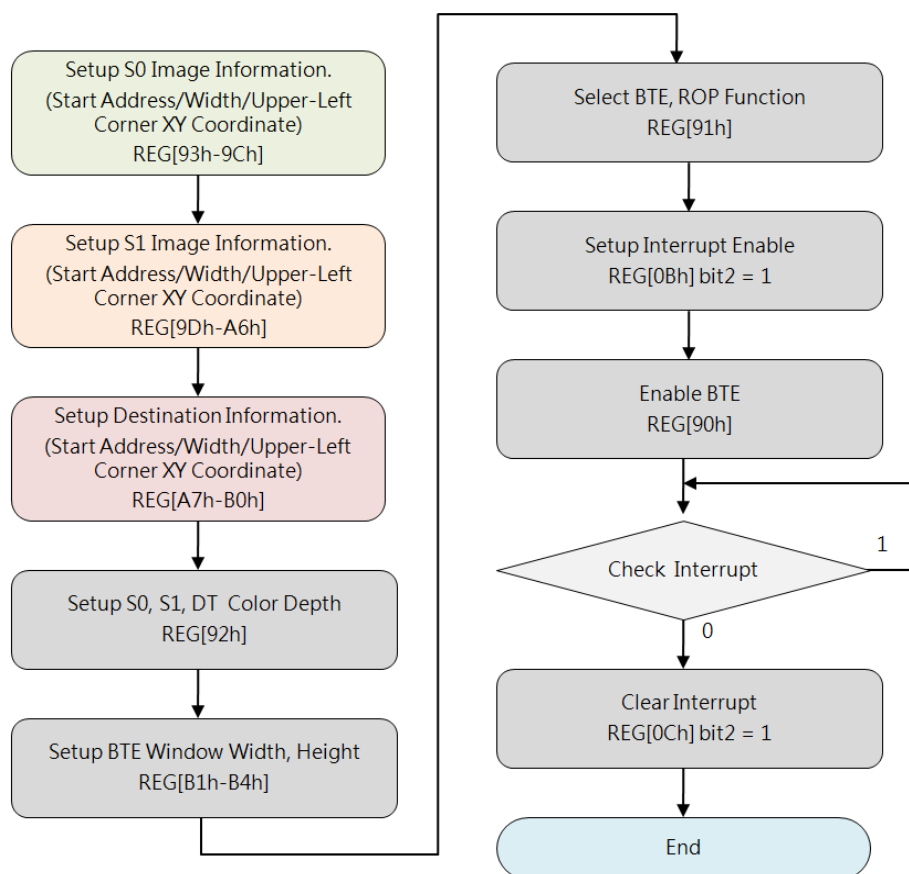 Setup S0 Image Information.
(Start Address/Width/Upper-Left
Corner XY Coordinate)
REG[93h-9Ch]
Setup S1 Image Information.
(Start Address/Width/Upper-Left
Corner XY Coordinate)
REG[9Dh-A6h]
Setup Destination Information.
(Start Address/Width/Upper-Left
Corner XY Coordinate)
REG[A7h-B0h]
Setup S0, S1, DT Color Depth
REG[92h]
Setup BTE Window Width, Height
REG[B1h-B4h]
Select BTE, ROP Function
REG[91h]
Setup Interrupt Enable
REG[0Bh] bit2 = 1
Enable BTE
REG[90h]
Check Interrupt
1
0
Clear Interrupt
REG[0Ch] bit2 = 1
End